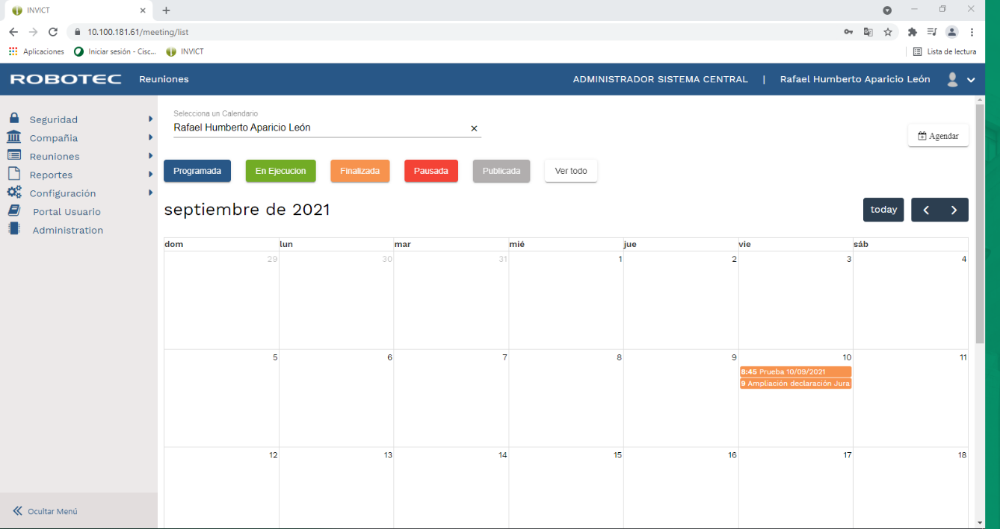 INVICT
10.100.181.61/meeting/list
Aplicaciones Iniciar sesión - Cisc... INVICT Lista de lectura
ROBOTEC Reuniones ADMINISTRADOR SISTEMA CENTRAL | Rafael Humberto Aparicio León
Seguridad
Compañia
Reuniones
Reportes
Configuración
Portal Usuario
Administration
Ocultar Menú
Selecciona un Calendario
Rafael Humberto Aparicio León
Agendar
Programada En Ejecucion Finalizada Pausada Publicada Ver todo
septiembre de 2021 today
dom lun mar mié jue vie sáb
29 30 31 1 2 3 4
5 6 7 8 9 10 11
8:45 Prueba 10/09/2021
9 Ampliación declaración Jura
12 13 14 15 16 17 18